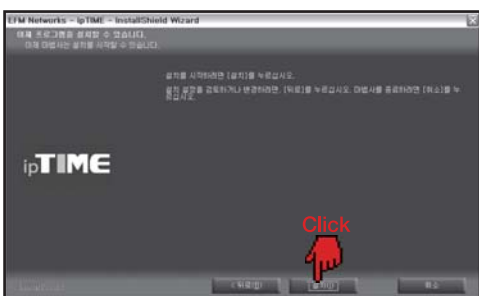 EFM Networks - ipTIME - InstallShield Wizard
이제 프로그램을 설치할 수 있습니다.
이제 마법사는 설치를 시작할 수 있습니다.
설치를 시작하려면 [설치]를 누르십시오.
설치 설정을 검토하거나 변경하려면, [뒤로]를 누르십시오. 마법사를 종료하려면 [취소]를 누
르십시오.
ipTIME
Click
InstallShield
< 뒤로(B)
설치(I)
취소